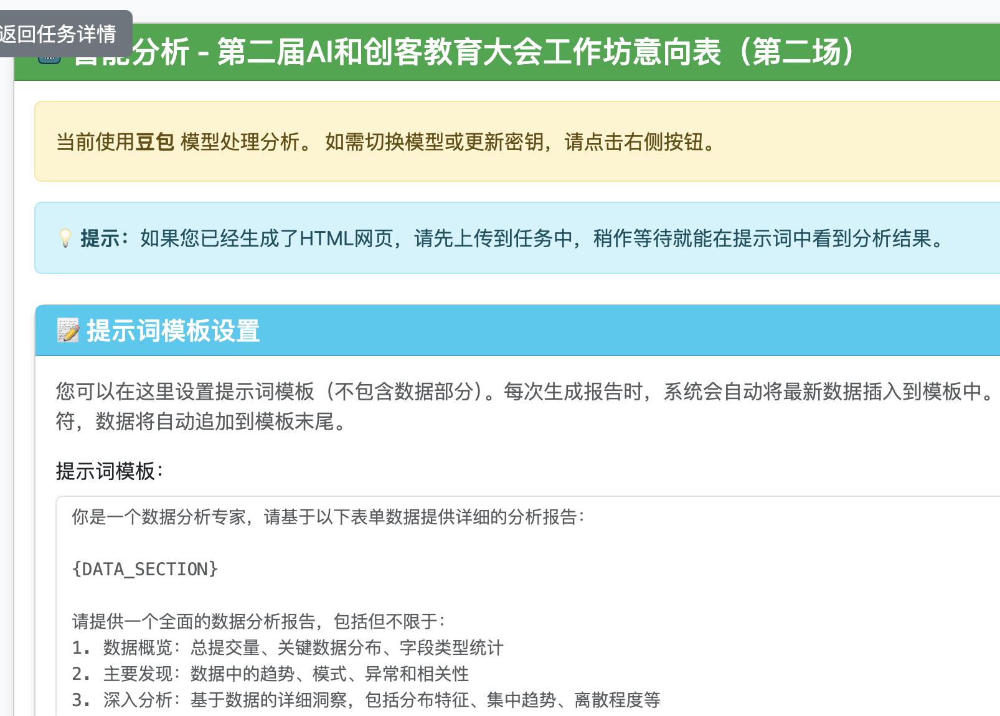 返回任务详情
智能分析 - 第二届AI和创客教育大会工作坊意向表（第二场）
当前使用豆包 模型处理分析。 如需切换模型或更新密钥，请点击右侧按钮。
💡 提示：如果您已经生成了HTML网页，请先上传到任务中，稍作等待就能在提示词中看到分析结果。
📝 提示词模板设置
您可以在这里设置提示词模板（不包含数据部分）。每次生成报告时，系统会自动将最新数据插入到模板中。
符，数据将自动追加到模板末尾。
提示词模板：
你是一个数据分析专家，请基于以下表单数据提供详细的分析报告：
{DATA_SECTION}
请提供一个全面的数据分析报告，包括但不限于：
1. 数据概览：总提交量、关键数据分布、字段类型统计
2. 主要发现：数据中的趋势、模式、异常和相关性
3. 深入分析：基于数据的详细洞察，包括分布特征、集中趋势、离散程度等